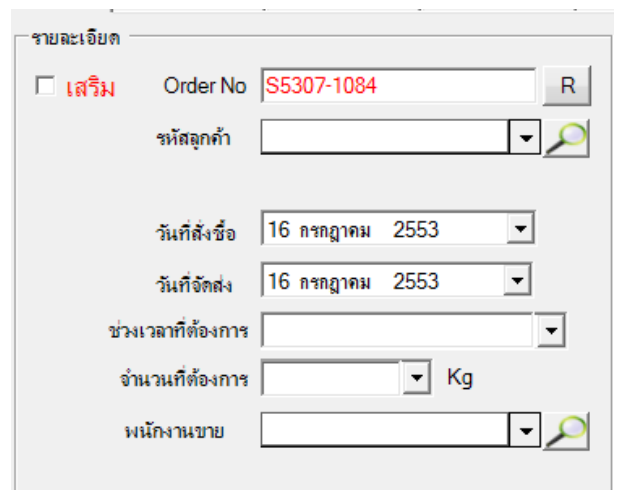 รายละเอียด
เสริม Order No S5307-1084 R
รหัสลูกค้า
วันที่สั่งซื้อ 16 กรกฎาคม 2553
วันที่จัดส่ง 16 กรกฎาคม 2553
ช่วงเวลาที่ต้องการ
จำนวนที่ต้องการ Kg
พนักงานขาย